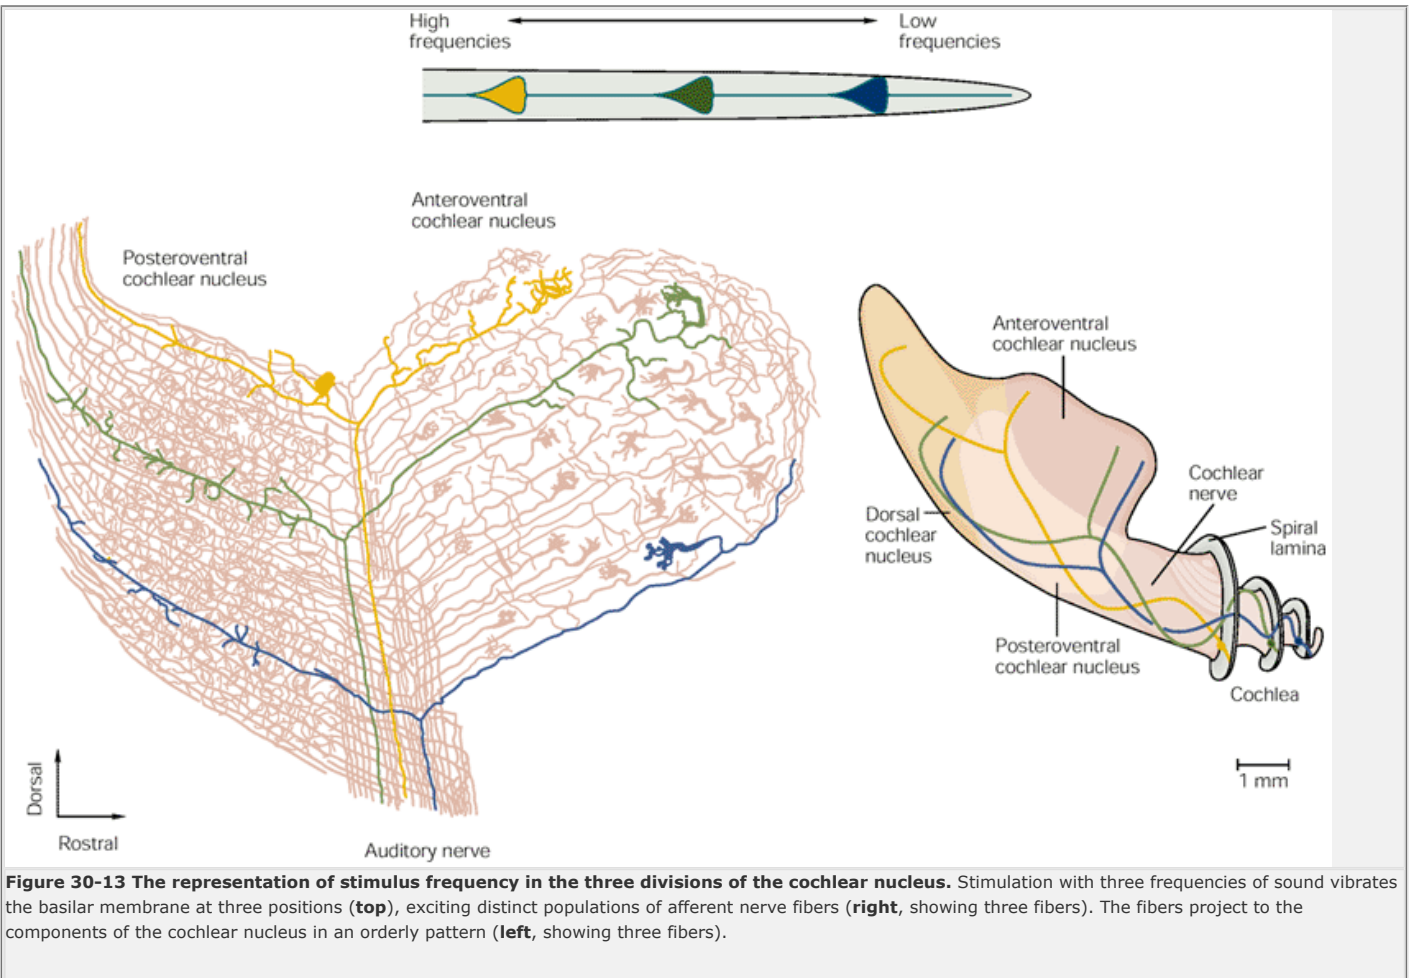 High
frequencies
Low
frequencies
Anteroventral
cochlear nucleus
Posteroventral
cochlear nucleus
Anteroventral
cochlear nucleus
Cochlear
nerve
Spiral
lamina
Dorsal
cochlear
nucleus
Posteroventral
cochlear nucleus
Cochlea
1 mm
Dorsal
Rostral
Auditory nerve
Figure 30-13 The representation of stimulus frequency in the three divisions of the cochlear nucleus. Stimulation with three frequencies of sound vibrates
the basilar membrane at three positions (top), exciting distinct populations of afferent nerve fibers (right, showing three fibers). The fibers project to the
components of the cochlear nucleus in an orderly pattern (left, showing three fibers).